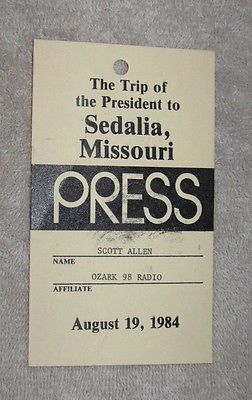 The Trip of
the President to
Sedalia,
Missouri
PRESS
SCOTT ALLEN
NAME
OZARK 98 RADIO
AFFILIATE
August 19, 1984